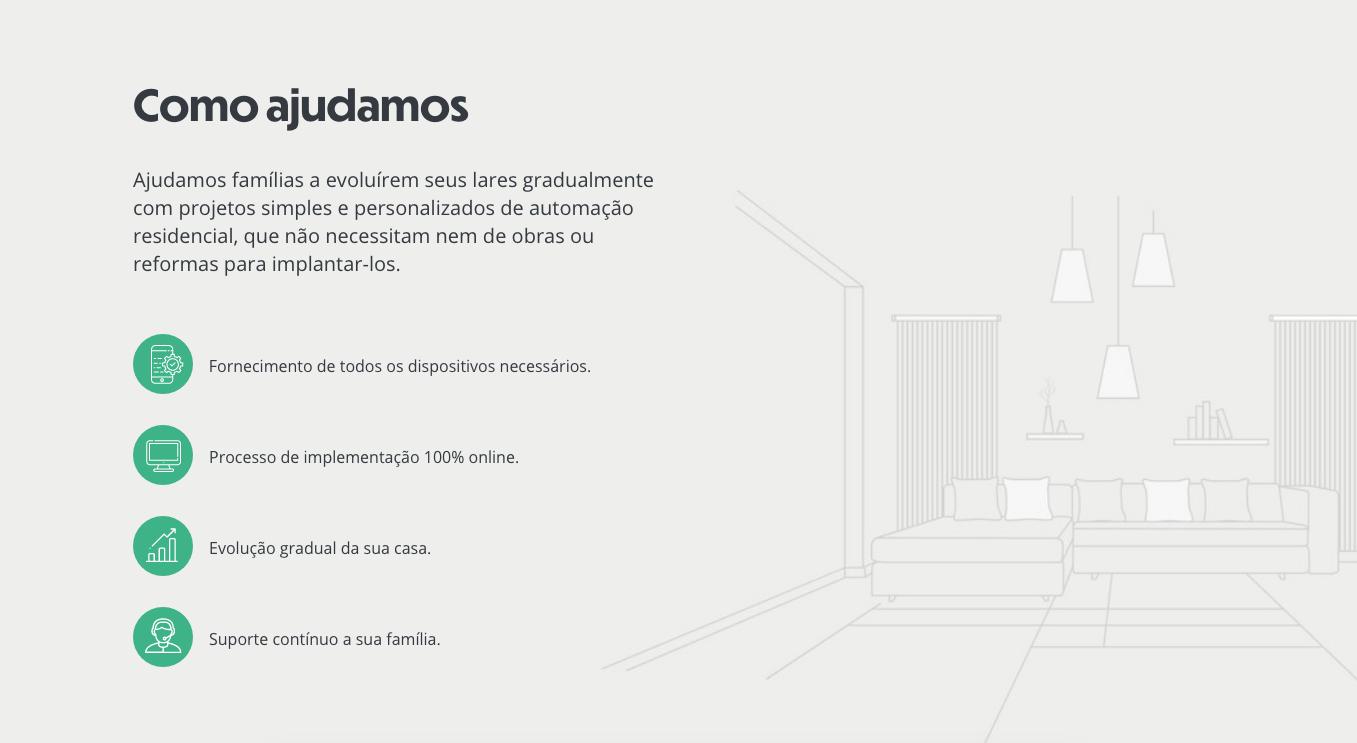 Como ajudamos
Ajudamos famílias a evoluírem seus lares gradualmente
com projetos simples e personalizados de automação
residencial, que não necessitam nem de obras ou
reformas para implantar-los.
Fornecimento de todos os dispositivos necessários.
Processo de implementação 100% online.
Evolução gradual da sua casa.
Suporte contínuo a sua família.